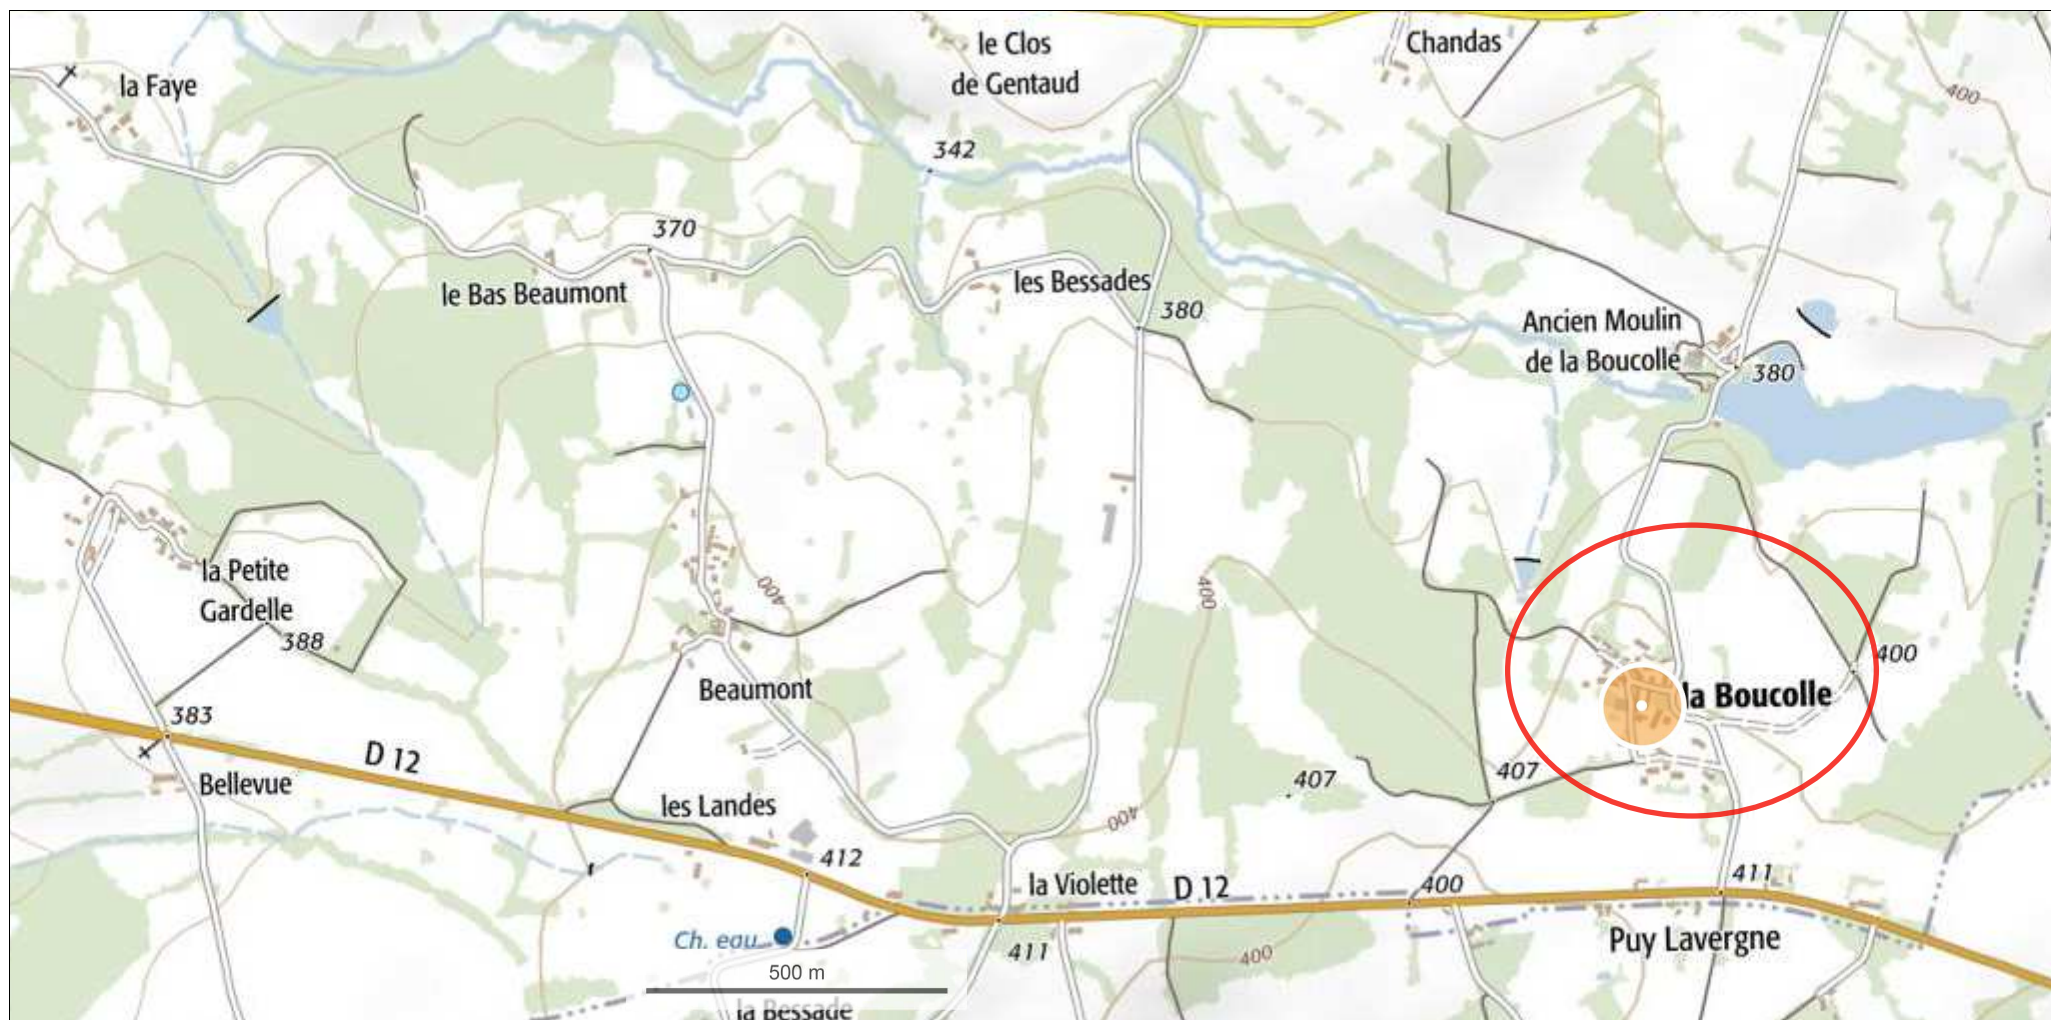 le Clos
de Gentaud
Chandas
la Faye
400
342
370
le Bas Beaumont
les Bessades
380
Ancien Moulin
de la Boucolle
380
la Petite
Gardelle
388
400
400
400
Beaumont
la Boucolle
383
D 12
Bellevue
407
407
les Landes
400
412
la Violette
D 12
400
411
Ch. eau
411
400
Puy Lavergne
500 m
la Bessade